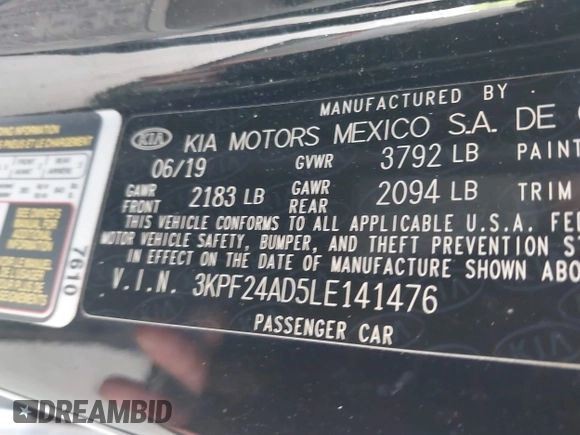 MANUFACTURED BY
KIA KIA MOTORS MEXICO S.A. DE
06/19 GVWR 3792 LB PAINT
GAWR FRONT 2183 LB GAWR REAR 2094 LB TRIM
THIS VEHICLE CONFORMS TO ALL APPLICABLE U.S.A. FE
MOTOR VEHICLE SAFETY, BUMPER, AND THEFT PREVENTION S
IN EFFECT ON THE DATE OF MANUFACTURE SHOWN ABO
V.I.N. 3KPF24AD5LE141476
PASSENGER CAR
7610
DREAMBID